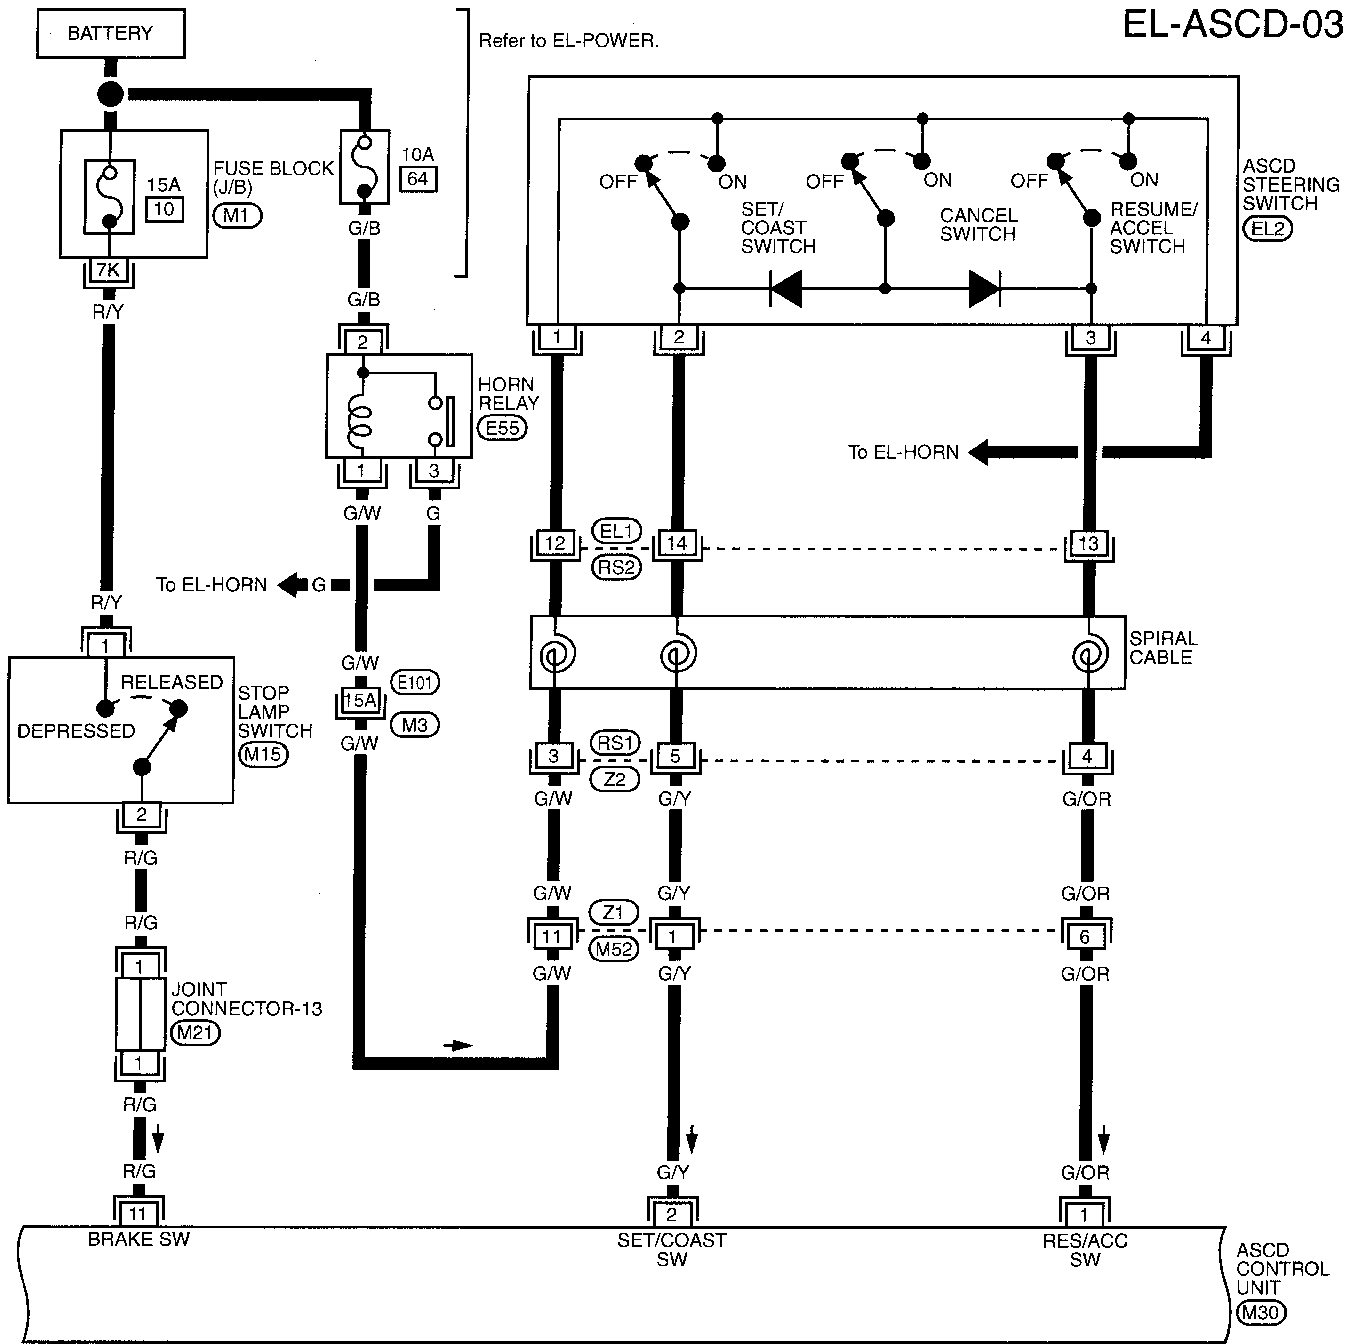 EL-ASCD-03
BATTERY
Refer to EL-POWER.
FUSE BLOCK
(J/B)
M1
15A
10
10A
64
7K
R/Y
G/B
G/B
2
HORN
RELAY
E55
1
3
G/W
G
To EL-HORN
G
R/Y
1
RELEASED
DEPRESSED
STOP
LAMP
SWITCH
M15
2
R/G
R/G
1
JOINT
CONNECTOR-13
M21
1
R/G
R/G
G/W
15A
E101
M3
G/W
ASCD
STEERING
SWITCH
EL2
OFF
ON
SET/
COAST
SWITCH
OFF
ON
CANCEL
SWITCH
OFF
ON
RESUME/
ACCEL
SWITCH
1
2
3
4
To EL-HORN
12
EL1
RS2
14
13
SPIRAL
CABLE
3
RS1
Z2
5
4
G/W
G/Y
G/OR
G/W
G/Y
G/OR
11
Z1
M52
1
6
G/W
G/Y
G/OR
G/Y
G/OR
11
2
1
BRAKE SW
SET/COAST
SW
RES/ACC
SW
ASCD
CONTROL
UNIT
M30